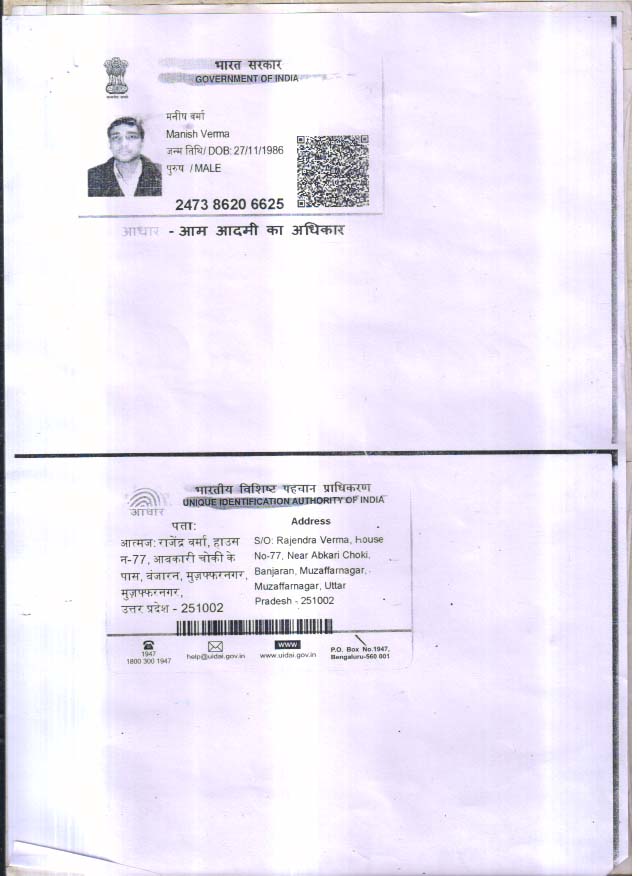 भारत सरकार
GOVERNMENT OF INDIA
मनीष वर्मा
Manish Verma
जन्म तिथि/ DOB: 27/11/1986
पुरुष / MALE
2473 8620 6625
आधार - आम आदमी का अधिकार
भारतीय विशिष्ट पहचान प्राधिकरण
UNIQUE IDENTIFICATION AUTHORITY OF INDIA
आधार
पता:
आत्मज: राजेंद्र वर्मा, हाउस
न-77, आबकारी चोकी के
पास, बंजारन, मुज़फ्फरनगर,
मुज़फ्फरनगर,
उत्तर प्रदेश - 251002
Address
S/O: Rajendra Verma, House
No-77, Near Abkari Choki,
Banjaran, Muzaffarnagar,
Muzaffarnagar, Uttar
Pradesh - 251002
1947
1800 300 1947
help@uidai.gov.in
WWW
www.uidai.gov.in
P.O. Box No.1947,
Bengaluru-560 001